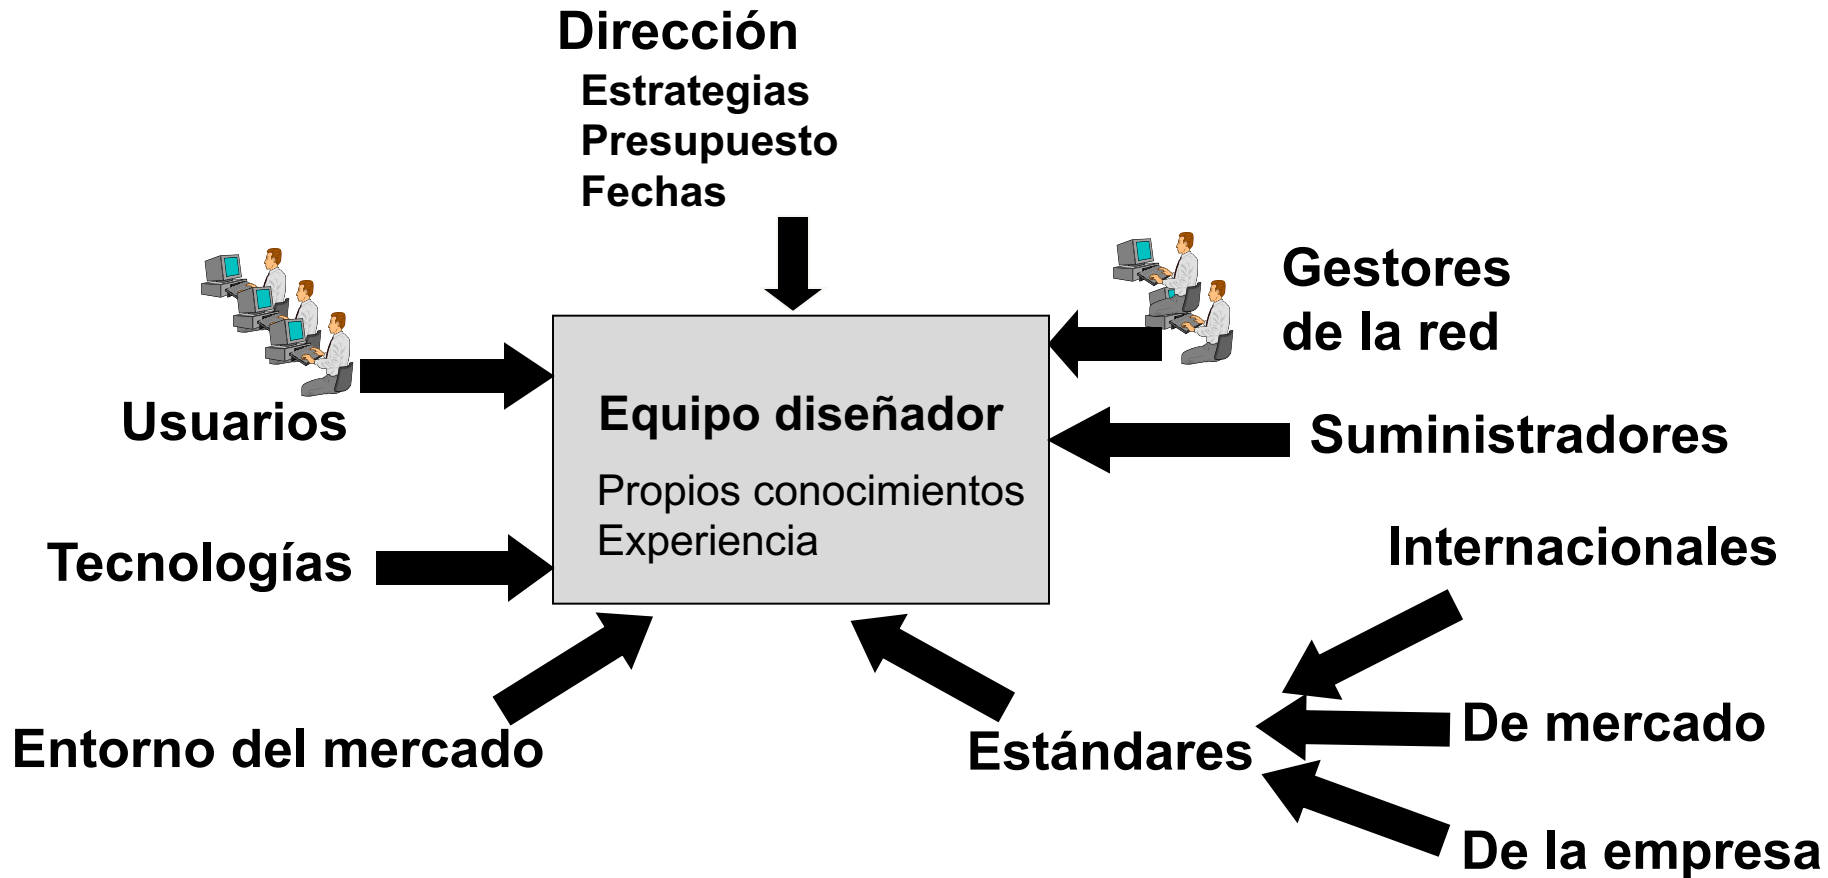 Dirección
Estrategias
Presupuesto
Fechas
Gestores
de la red
Usuarios
Equipo diseñador
Propios conocimientos
Experiencia
Suministradores
Tecnologías
Internacionales
Entorno del mercado
Estándares
De mercado
De la empresa